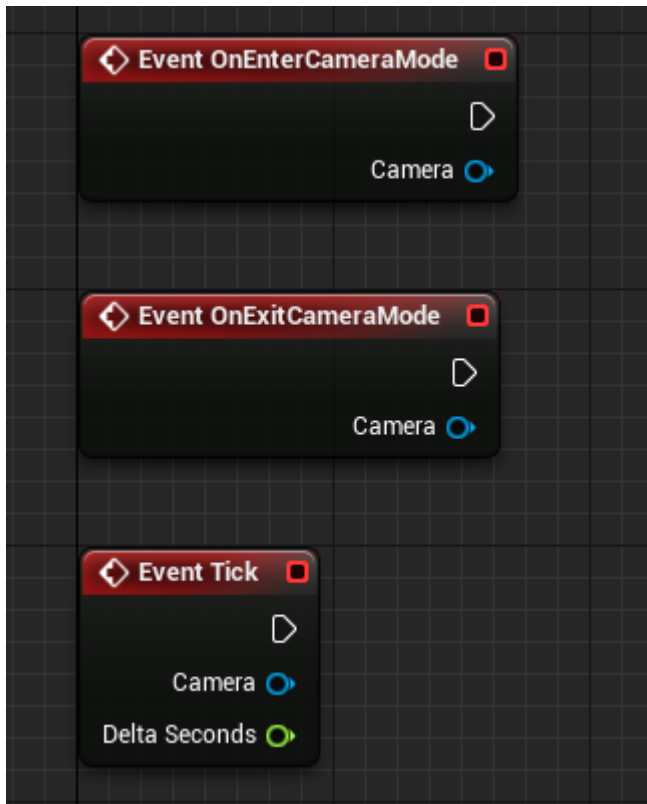 Event OnEnterCameraMode
Camera
Event OnExitCameraMode
Camera
Event Tick
Camera
Delta Seconds